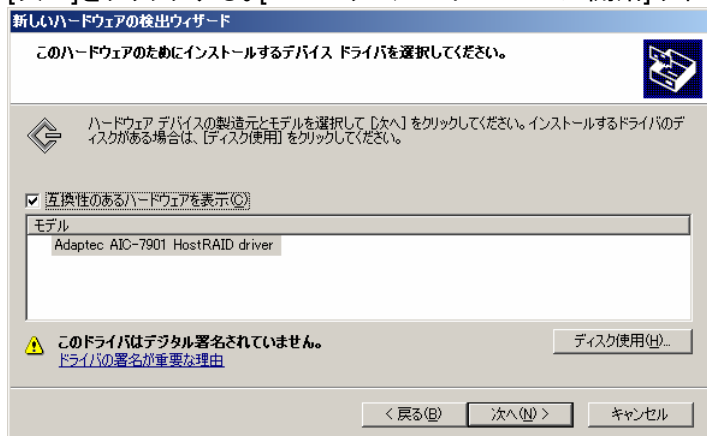 新しいハードウェアの検出ウィザード
このハードウェアのためにインストールするデバイス ドライバを選択してください。
ハードウェア デバイスの製造元とモデルを選択して [次へ] をクリックしてください。インストールするドライバのデ
ィスクがある場合は、[ディスク使用] をクリックしてください。
互換性のあるハードウェアを表示(C)
モデル
Adaptec AIC-7901 HostRAID driver
このドライバはデジタル署名されていません。
ドライバの署名が重要な理由
ディスク使用(H)...
< 戻る(B)
次へ(N) >
キャンセル